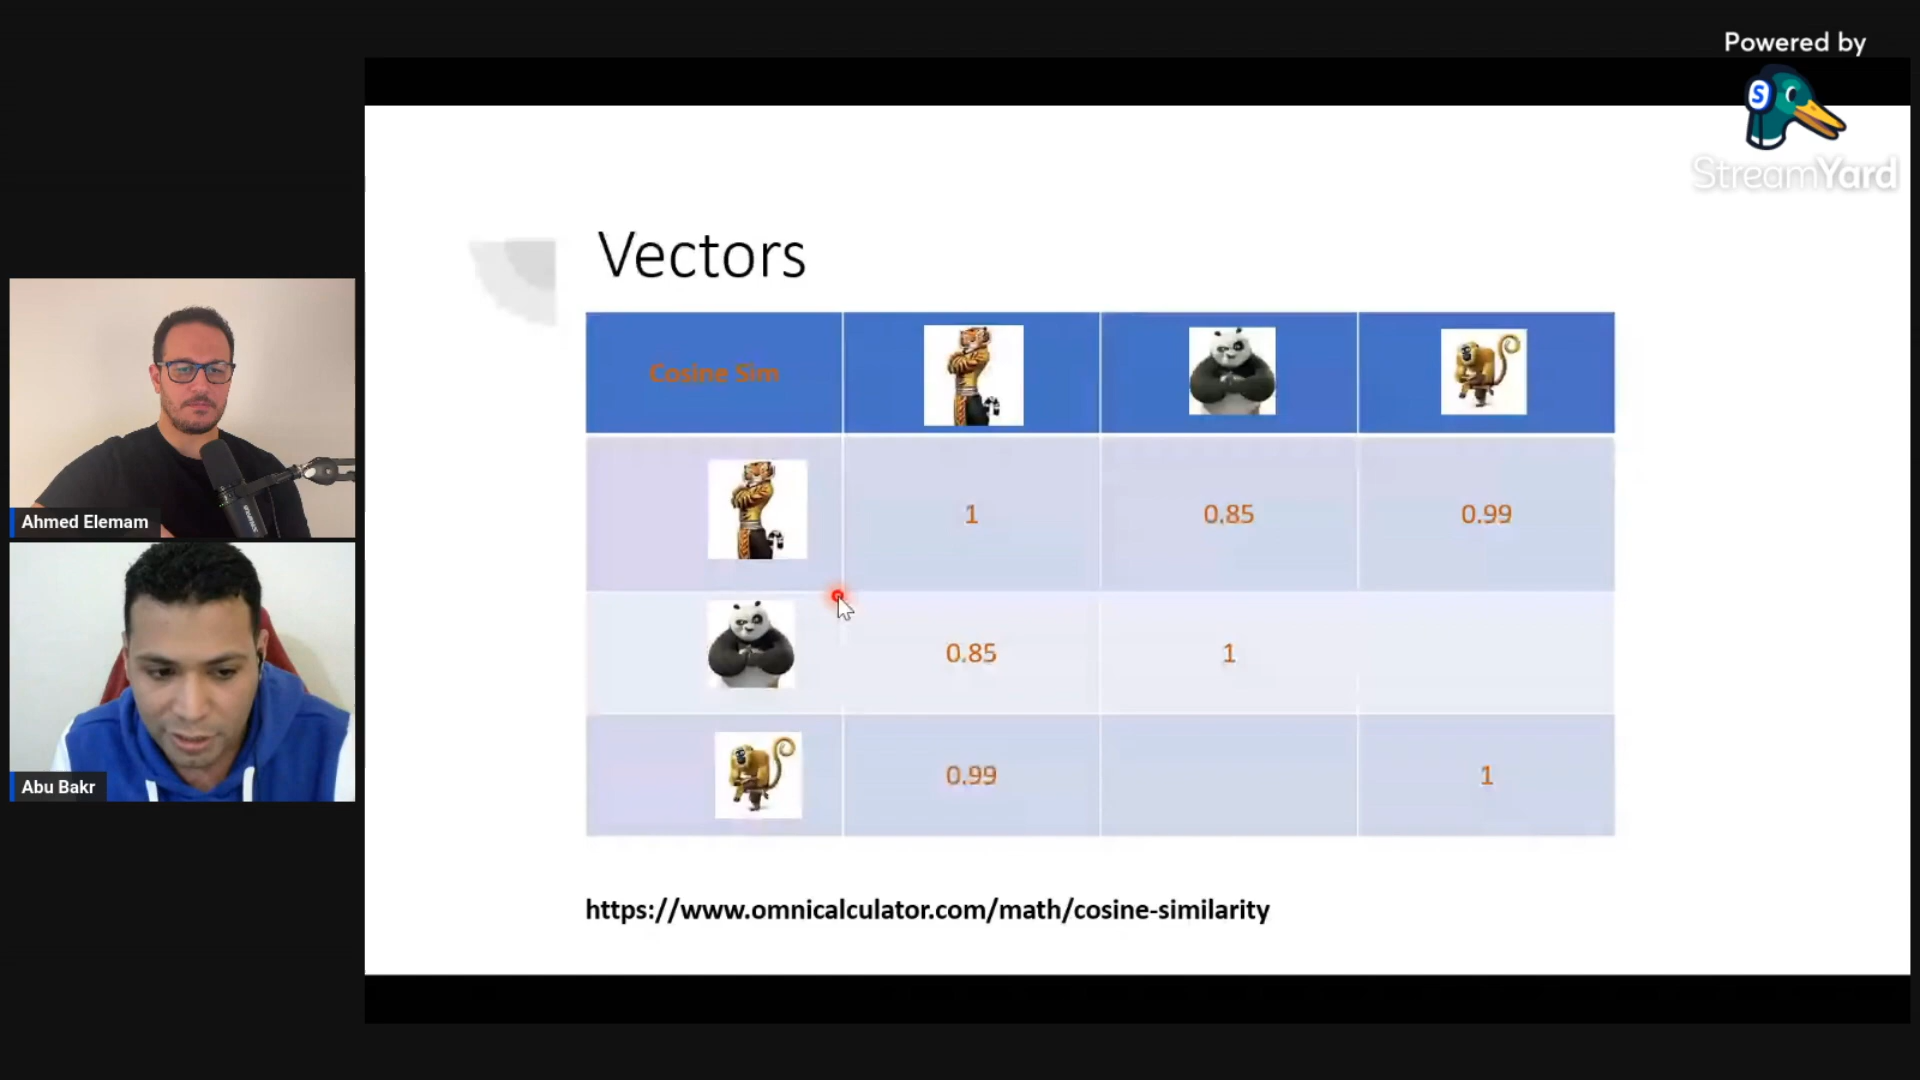 Powered by
StreamYard
Vectors
Cosine Sim
1 0.85 0.99
0.85 1
0.99 1
https://www.omnicalculator.com/math/cosine-similarity
Ahmed Elemam
Abu Bakr